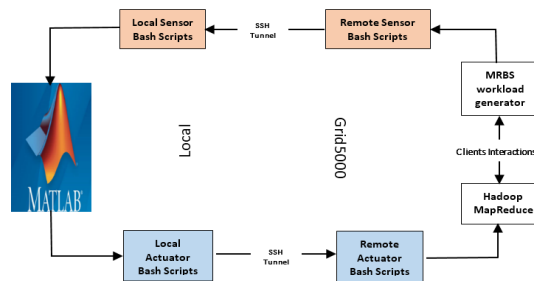 Local Sensor
Bash Scripts
SSH
Tunnel
Remote Sensor
Bash Scripts
MRBS
workload
generator
MATLAB®
Local
Grid5000
Clients Interactions
Hadoop
MapReduce
Local
Actuator
Bash Scripts
SSH
Tunnel
Remote
Actuator
Bash Scripts